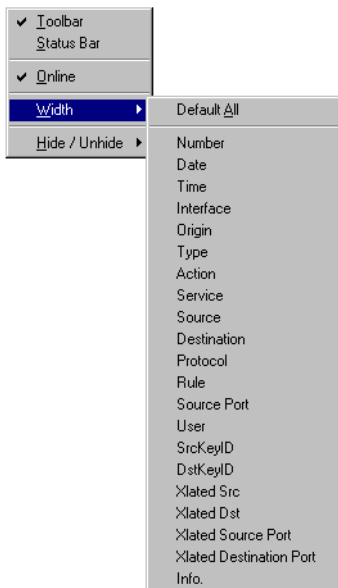 Toolbar
Status Bar
Online
Width
Hide / Unhide
Default All
Number
Date
Time
Interface
Origin
Type
Action
Service
Source
Destination
Protocol
Rule
Source Port
User
SrcKeyID
DstKeyID
Xlated Src
Xlated Dst
Xlated Source Port
Xlated Destination Port
Info.